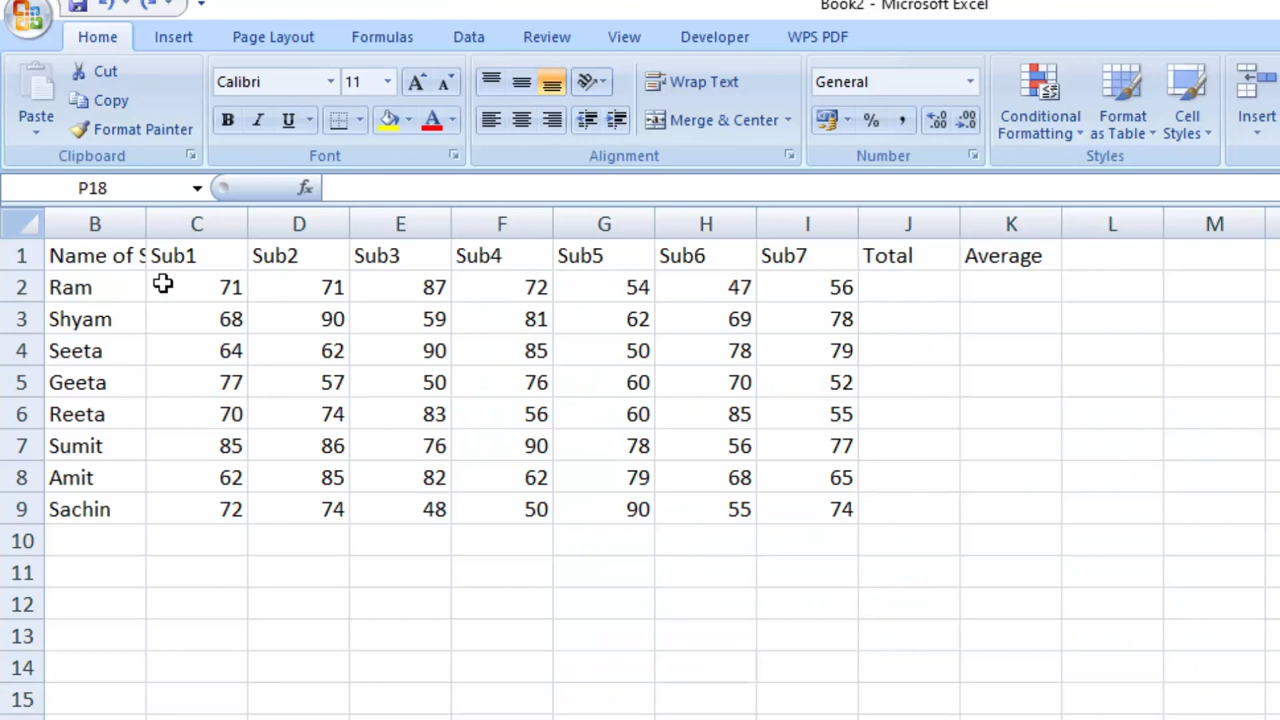 Book2 - Microsoft Excel
Home Insert Page Layout Formulas Data Review View Developer WPS PDF
Cut
Calibri 11 Wrap Text General
Copy
Paste B I U Merge & Center % , Conditional Formatting Format as Table Cell Styles Insert
Format Painter
Clipboard Font Alignment Number Styles
P18 fx
B C D E F G H I J K L M
1 Name of S Sub1 Sub2 Sub3 Sub4 Sub5 Sub6 Sub7 Total Average
2 Ram 71 71 87 72 54 47 56
3 Shyam 68 90 59 81 62 69 78
4 Seeta 64 62 90 85 50 78 79
5 Geeta 77 57 50 76 60 70 52
6 Reeta 70 74 83 56 60 85 55
7 Sumit 85 86 76 90 78 56 77
8 Amit 62 85 82 62 79 68 65
9 Sachin 72 74 48 50 90 55 74
10
11
12
13
14
15